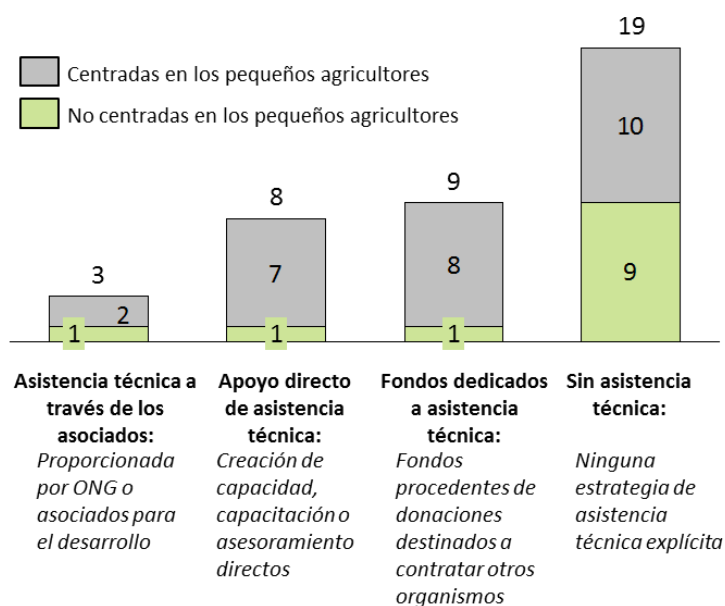 19
Centradas en los pequeños agricultores
No centradas en los pequeños agricultores
10
9
8
9
7
8
3
2
1
1
1
Asistencia técnica a
través de los
asociados:
Proporcionada
por ONG o
asociados para
el desarrollo
Apoyo directo
de asistencia
técnica:
Creación de
capacidad,
capacitación o
asesoramiento
directos
Fondos dedicados
a asistencia
técnica:
Fondos
procedentes de
donaciones
destinados a
contratar otros
organismos
Sin asistencia
técnica:
Ninguna
estrategia de
asistencia
técnica explícita